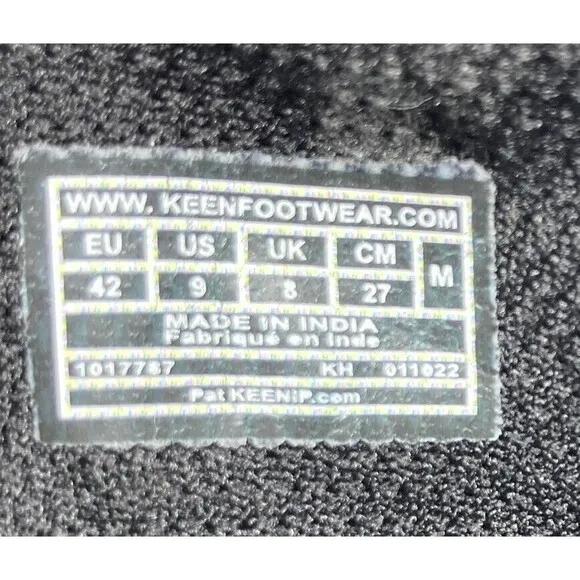 WWW. KEENFOOTWEAR.COM
EU US UK CM M
42 9 8 27
MADE IN INDIA
Fabriqué en Inde
1017787 KH 011022
Pat KEENIP.com